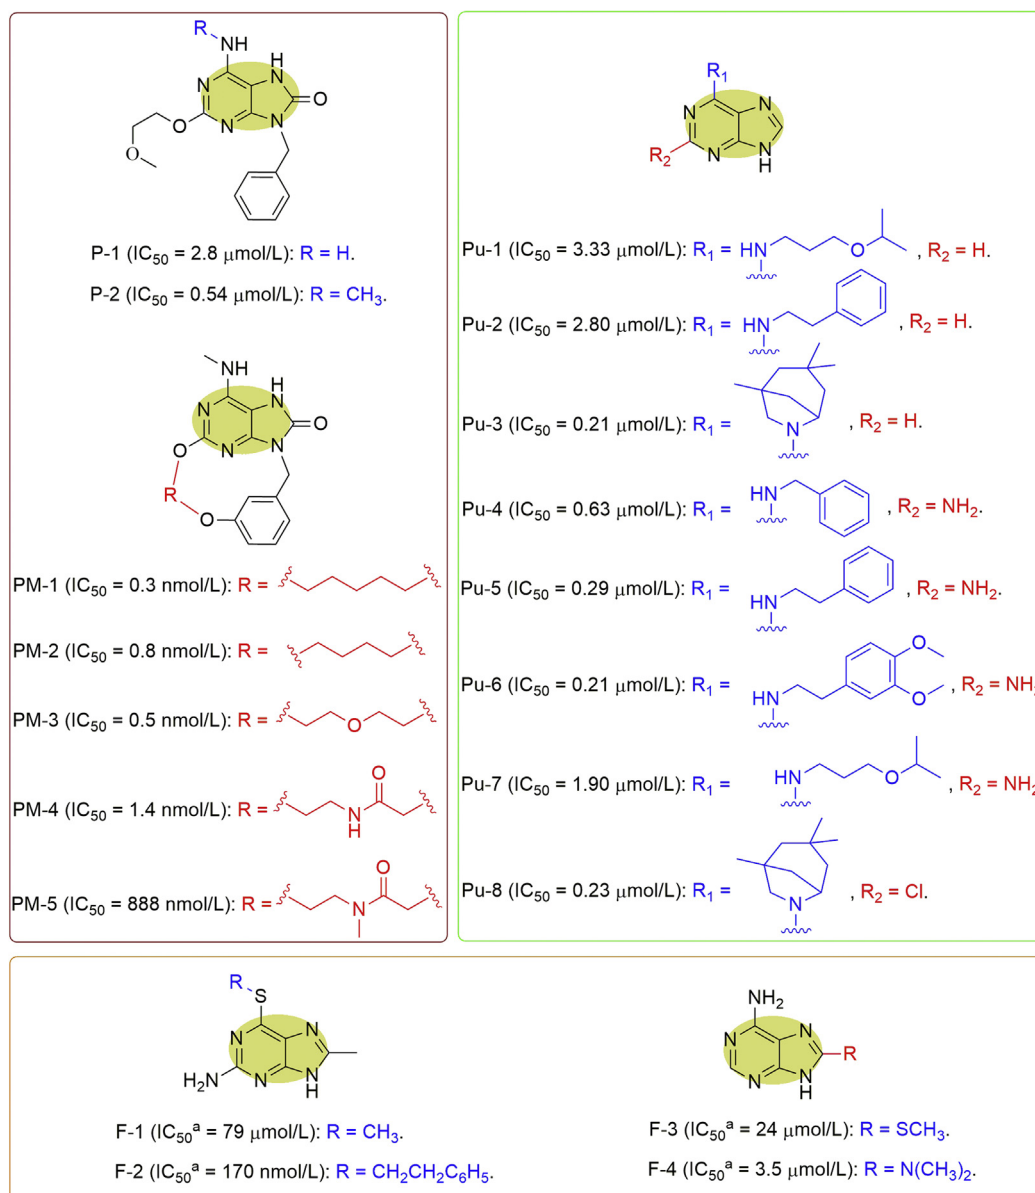 R
NH
H
N
N
O
N
N
O
O
P-1 (IC50 = 2.8 μmol/L): R = H.
P-2 (IC50 = 0.54 μmol/L): R = CH3.
NH
H
N
N
O
N
N
O
R
O
PM-1 (IC50 = 0.3 nmol/L): R =
PM-2 (IC50 = 0.8 nmol/L): R =
PM-3 (IC50 = 0.5 nmol/L): R =
O
O
PM-4 (IC50 = 1.4 nmol/L): R =
N
H
O
PM-5 (IC50 = 888 nmol/L): R =
N
R1
N
N
R2
N
N
H
Pu-1 (IC50 = 3.33 μmol/L): R1 = HN O , R2 = H.
Pu-2 (IC50 = 2.80 μmol/L): R1 = HN , R2 = H.
Pu-3 (IC50 = 0.21 μmol/L): R1 = N , R2 = H.
Pu-4 (IC50 = 0.63 μmol/L): R1 = HN , R2 = NH2.
Pu-5 (IC50 = 0.29 μmol/L): R1 = HN , R2 = NH2.
O
Pu-6 (IC50 = 0.21 μmol/L): R1 = HN O , R2 = NH
Pu-7 (IC50 = 1.90 μmol/L): R1 = HN O , R2 = NH
Pu-8 (IC50 = 0.23 μmol/L): R1 = N , R2 = Cl.
R
S
N
N
H2N
N
N
H
F-1 (IC50a = 79 μmol/L): R = CH3.
F-2 (IC50a = 170 nmol/L): R = CH2CH2C6H5.
NH2
N
N
R
N
N
H
F-3 (IC50a = 24 μmol/L): R = SCH3.
F-4 (IC50a = 3.5 μmol/L): R = N(CH3)2.